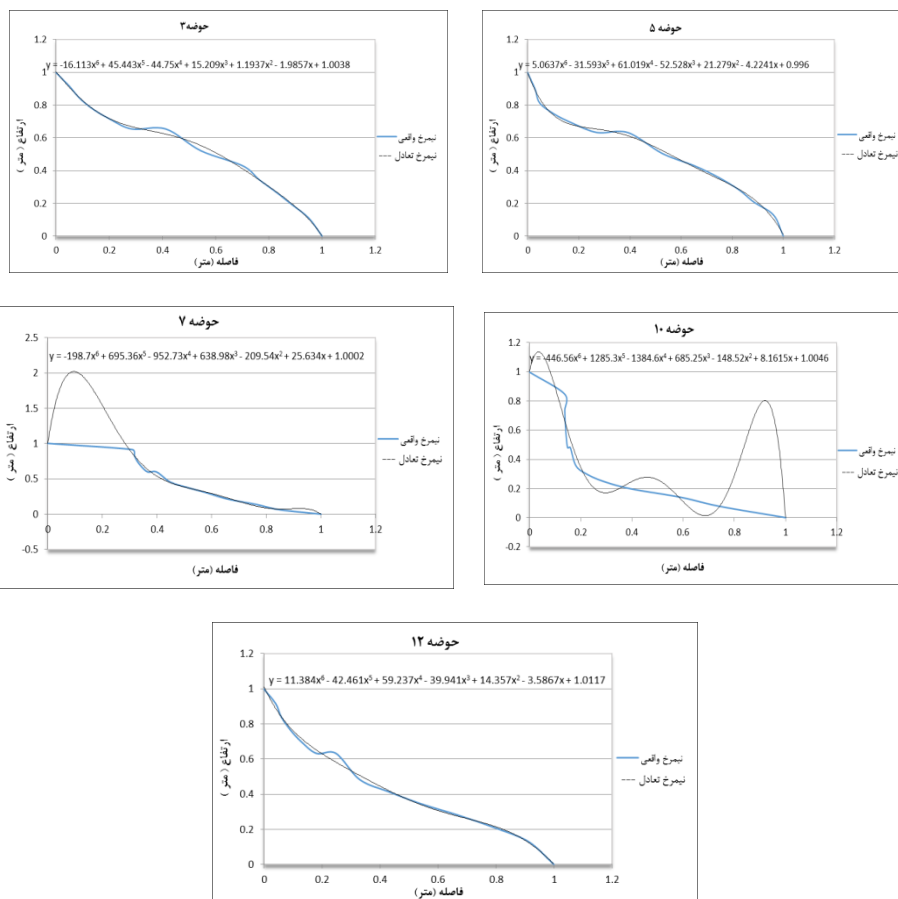 حوضه۳
1.2
y = -16.113x⁶ + 45.443x⁵ - 44.75x⁴ + 15.209x³ + 1.1937x² - 1.9857x + 1.0038
1
0.8
0.6
0.4
0.2
0
ارتفاع ( متر )
نیمرخ واقعی
نیمرخ تعادل
0 0.2 0.4 0.6 0.8 1 1.2
فاصله (متر)
حوضه ۵
1.2
y = 5.0637x⁶ - 31.593x⁵ + 61.019x⁴ - 52.528x³ + 21.279x² - 4.2241x + 0.996
1
0.8
0.6
0.4
0.2
0
ارتفاع ( متر )
نیمرخ واقعی
نیمرخ تعادل
0 0.2 0.4 0.6 0.8 1 1.2
فاصله (متر)
حوضه ۷
2.5
y = -198.7x⁶ + 695.36x⁵ - 952.73x⁴ + 638.98x³ - 209.54x² + 25.634x + 1.0002
2
1.5
1
0.5
0
-0.5
ارتفاع ( متر )
نیمرخ واقعی
نیمرخ تعادل
0 0.2 0.4 0.6 0.8 1 1.2
فاصله (متر)
حوضه ۱۰
1.2
y = -446.56x⁶ + 1285.3x⁵ - 1384.6x⁴ + 685.25x³ - 148.52x² + 8.1615x + 1.0046
1
0.8
0.6
0.4
0.2
0
-0.2
ارتفاع ( متر )
نیمرخ واقعی
نیمرخ تعادل
0 0.2 0.4 0.6 0.8 1 1.2
فاصله (متر)
حوضه ۱۲
1.2
y = 11.384x⁶ - 42.461x⁵ + 59.237x⁴ - 39.941x³ + 14.357x² - 3.5867x + 1.0117
1
0.8
0.6
0.4
0.2
0
ارتفاع ( متر )
نیمرخ واقعی
نیمرخ تعادل
0 0.2 0.4 0.6 0.8 1 1.2
فاصله (متر)